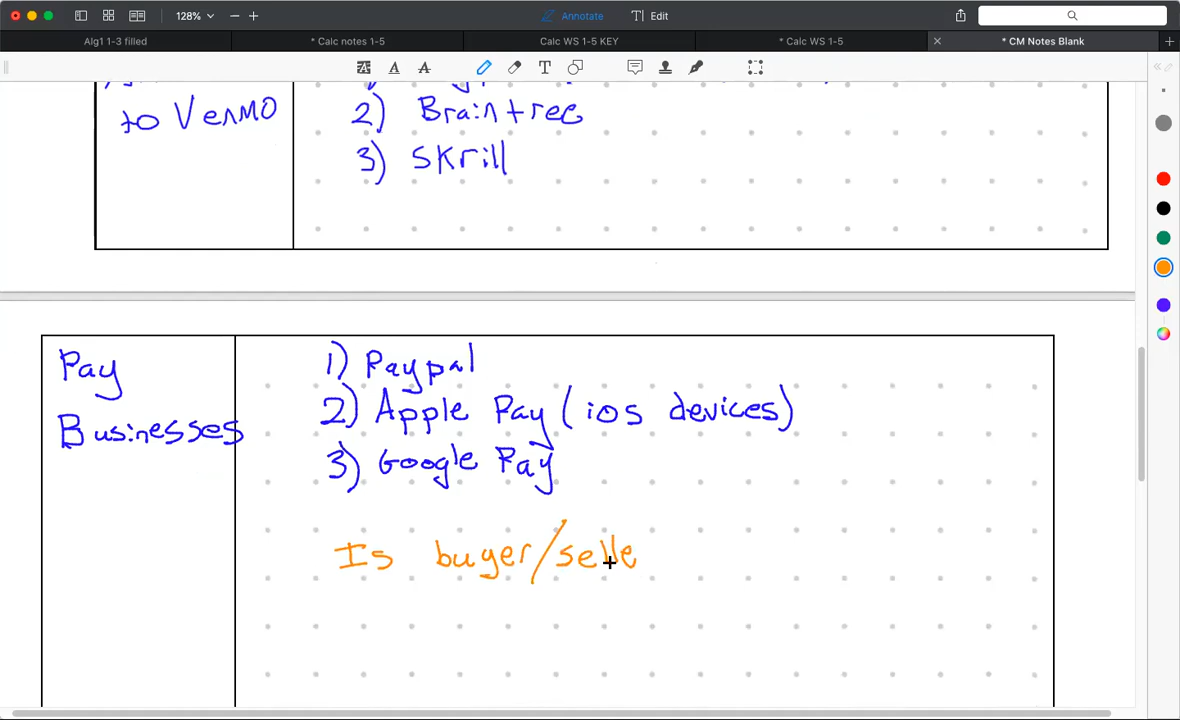 128%
Annotate
Edit
Alg1 1-3 filled
* Calc notes 1-5
Calc WS 1-5 KEY
* Calc WS 1-5
* CM Notes Blank
to Venmo
2) Braintree
3) Skrill
Pay
Businesses
1) Paypal
2) Apple Pay (ios devices)
3) Google Pay
Is buyer/selle